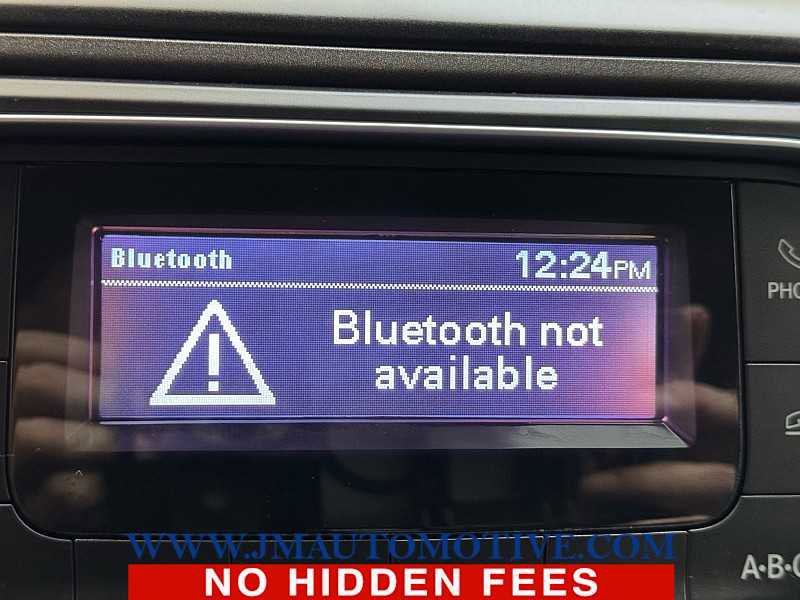 Bluetooth 12:24PM
Bluetooth not
available
PHO
A·B·C
WWW.JMAUTOMOTIVE.COM
NO HIDDEN FEES